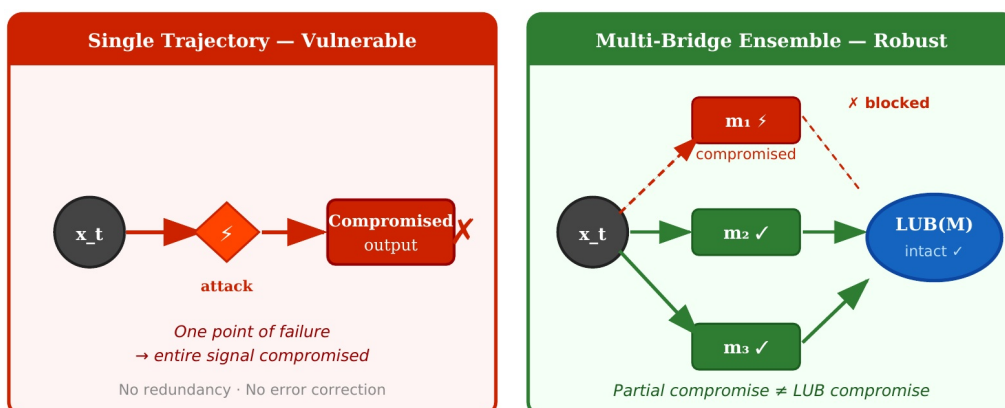 Single Trajectory — Vulnerable
x_t
⚡
attack
Compromised
output
✗
One point of failure
→ entire signal compromised
No redundancy · No error correction
Multi-Bridge Ensemble — Robust
m₁ ⚡
compromised
✗ blocked
x_t
m₂ ✓
LUB(M)
intact ✓
m₃ ✓
Partial compromise ≠ LUB compromise